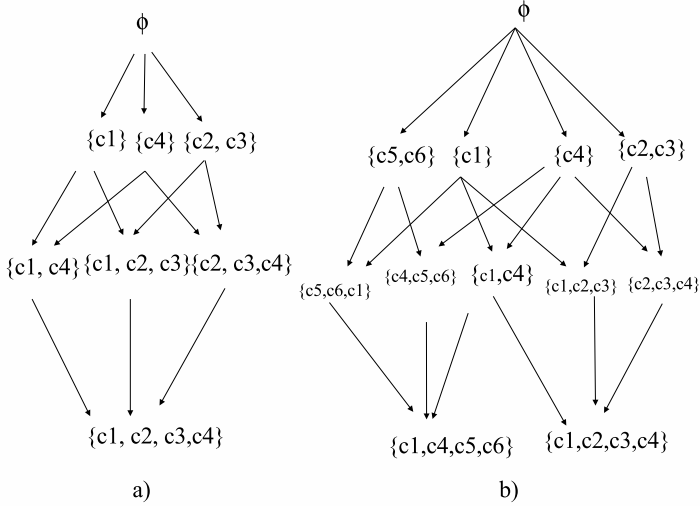 ϕ
{c1} {c4} {c2, c3}
{c1, c4} {c1, c2, c3} {c2, c3,c4}
{c1, c2, c3,c4}
a)
ϕ
{c5,c6} {c1} {c4} {c2,c3}
{c5,c6,c1} {c4,c5,c6} {c1,c4} {c1,c2,c3} {c2,c3,c4}
{c1,c4,c5,c6} {c1,c2,c3,c4}
b)